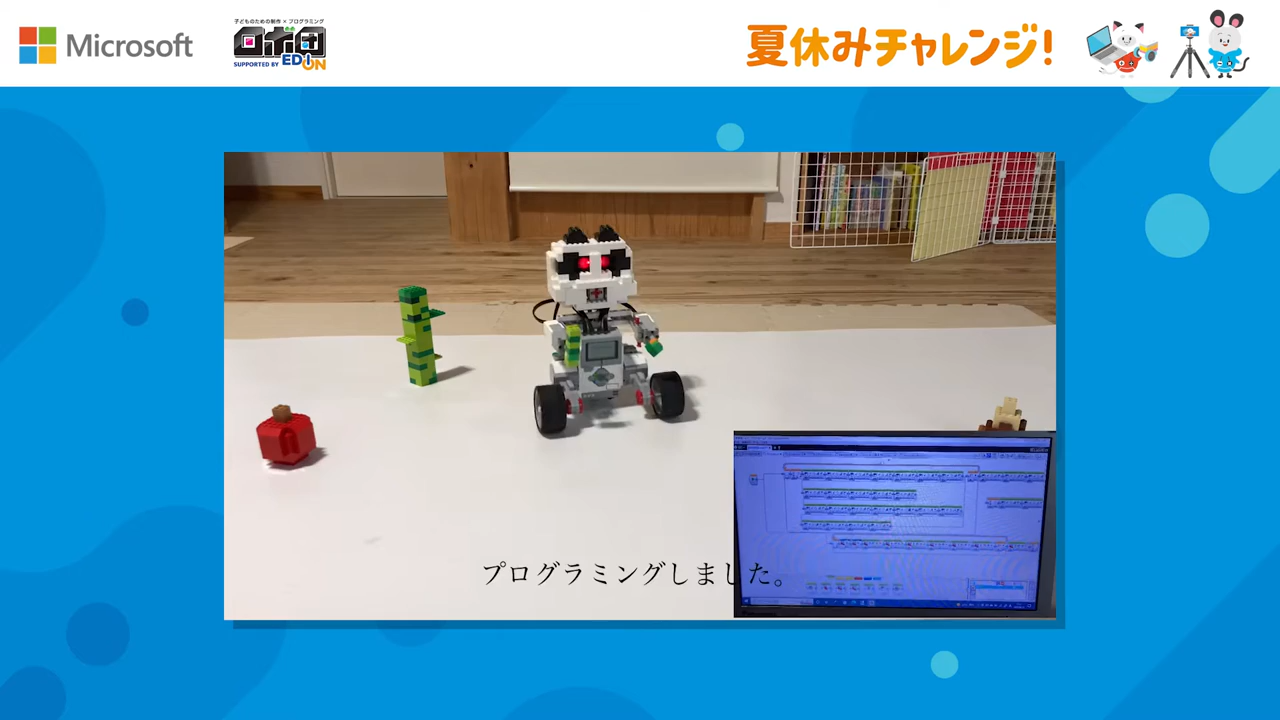 Microsoft
子どものための制作×プログラミング
ロボ団
SUPPORTED BY EDION
夏休みチャレンジ!
プログラミングしました。